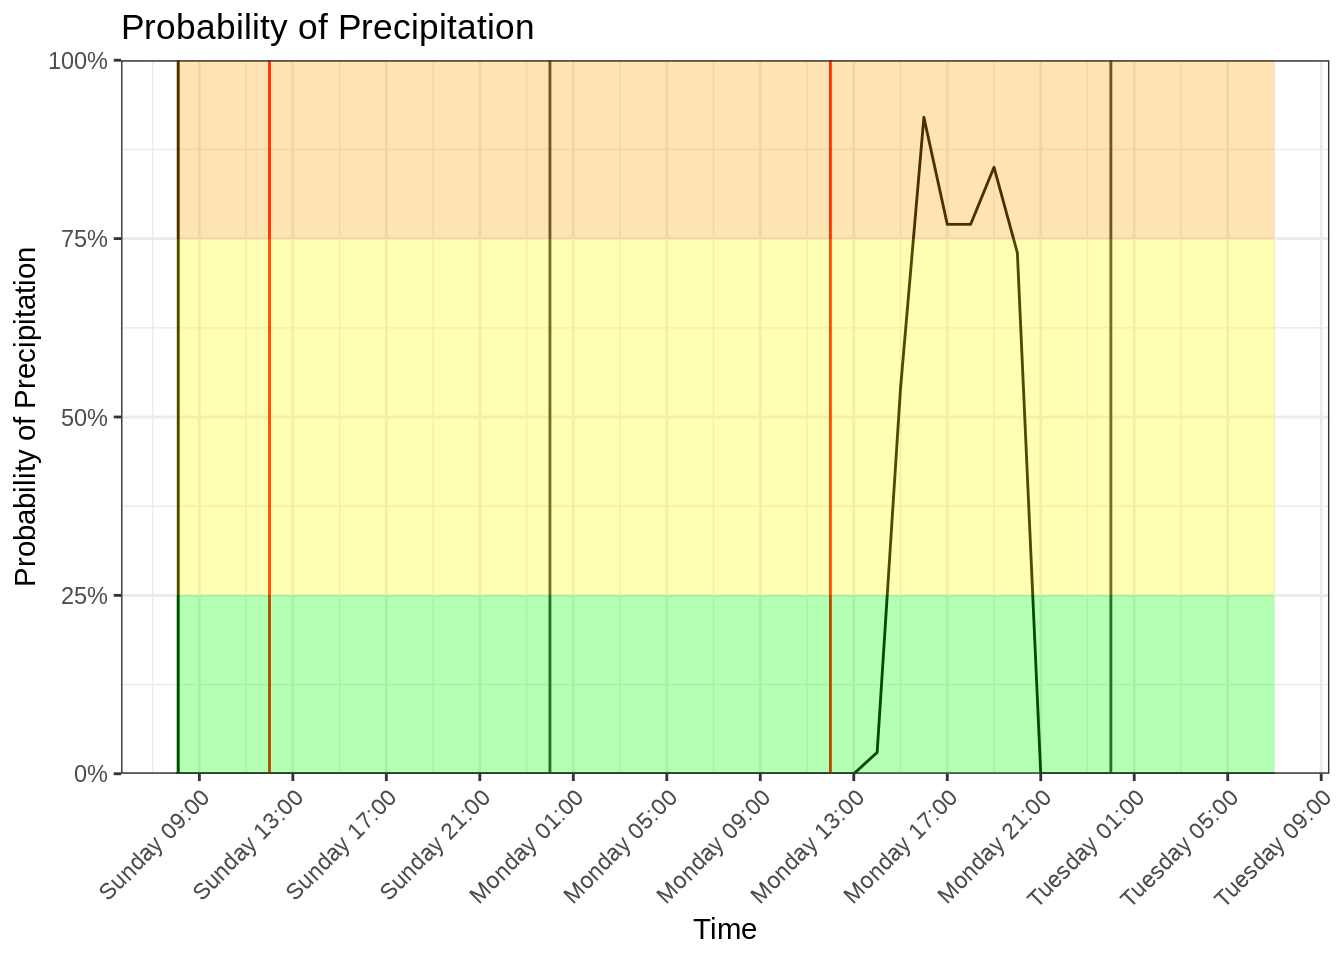 Probability of Precipitation
Probability of Precipitation
100%
75%
50%
25%
0%
Sunday 09:00
Sunday 13:00
Sunday 17:00
Sunday 21:00
Monday 01:00
Monday 05:00
Monday 09:00
Monday 13:00
Monday 17:00
Monday 21:00
Tuesday 01:00
Tuesday 05:00
Tuesday 09:00
Time